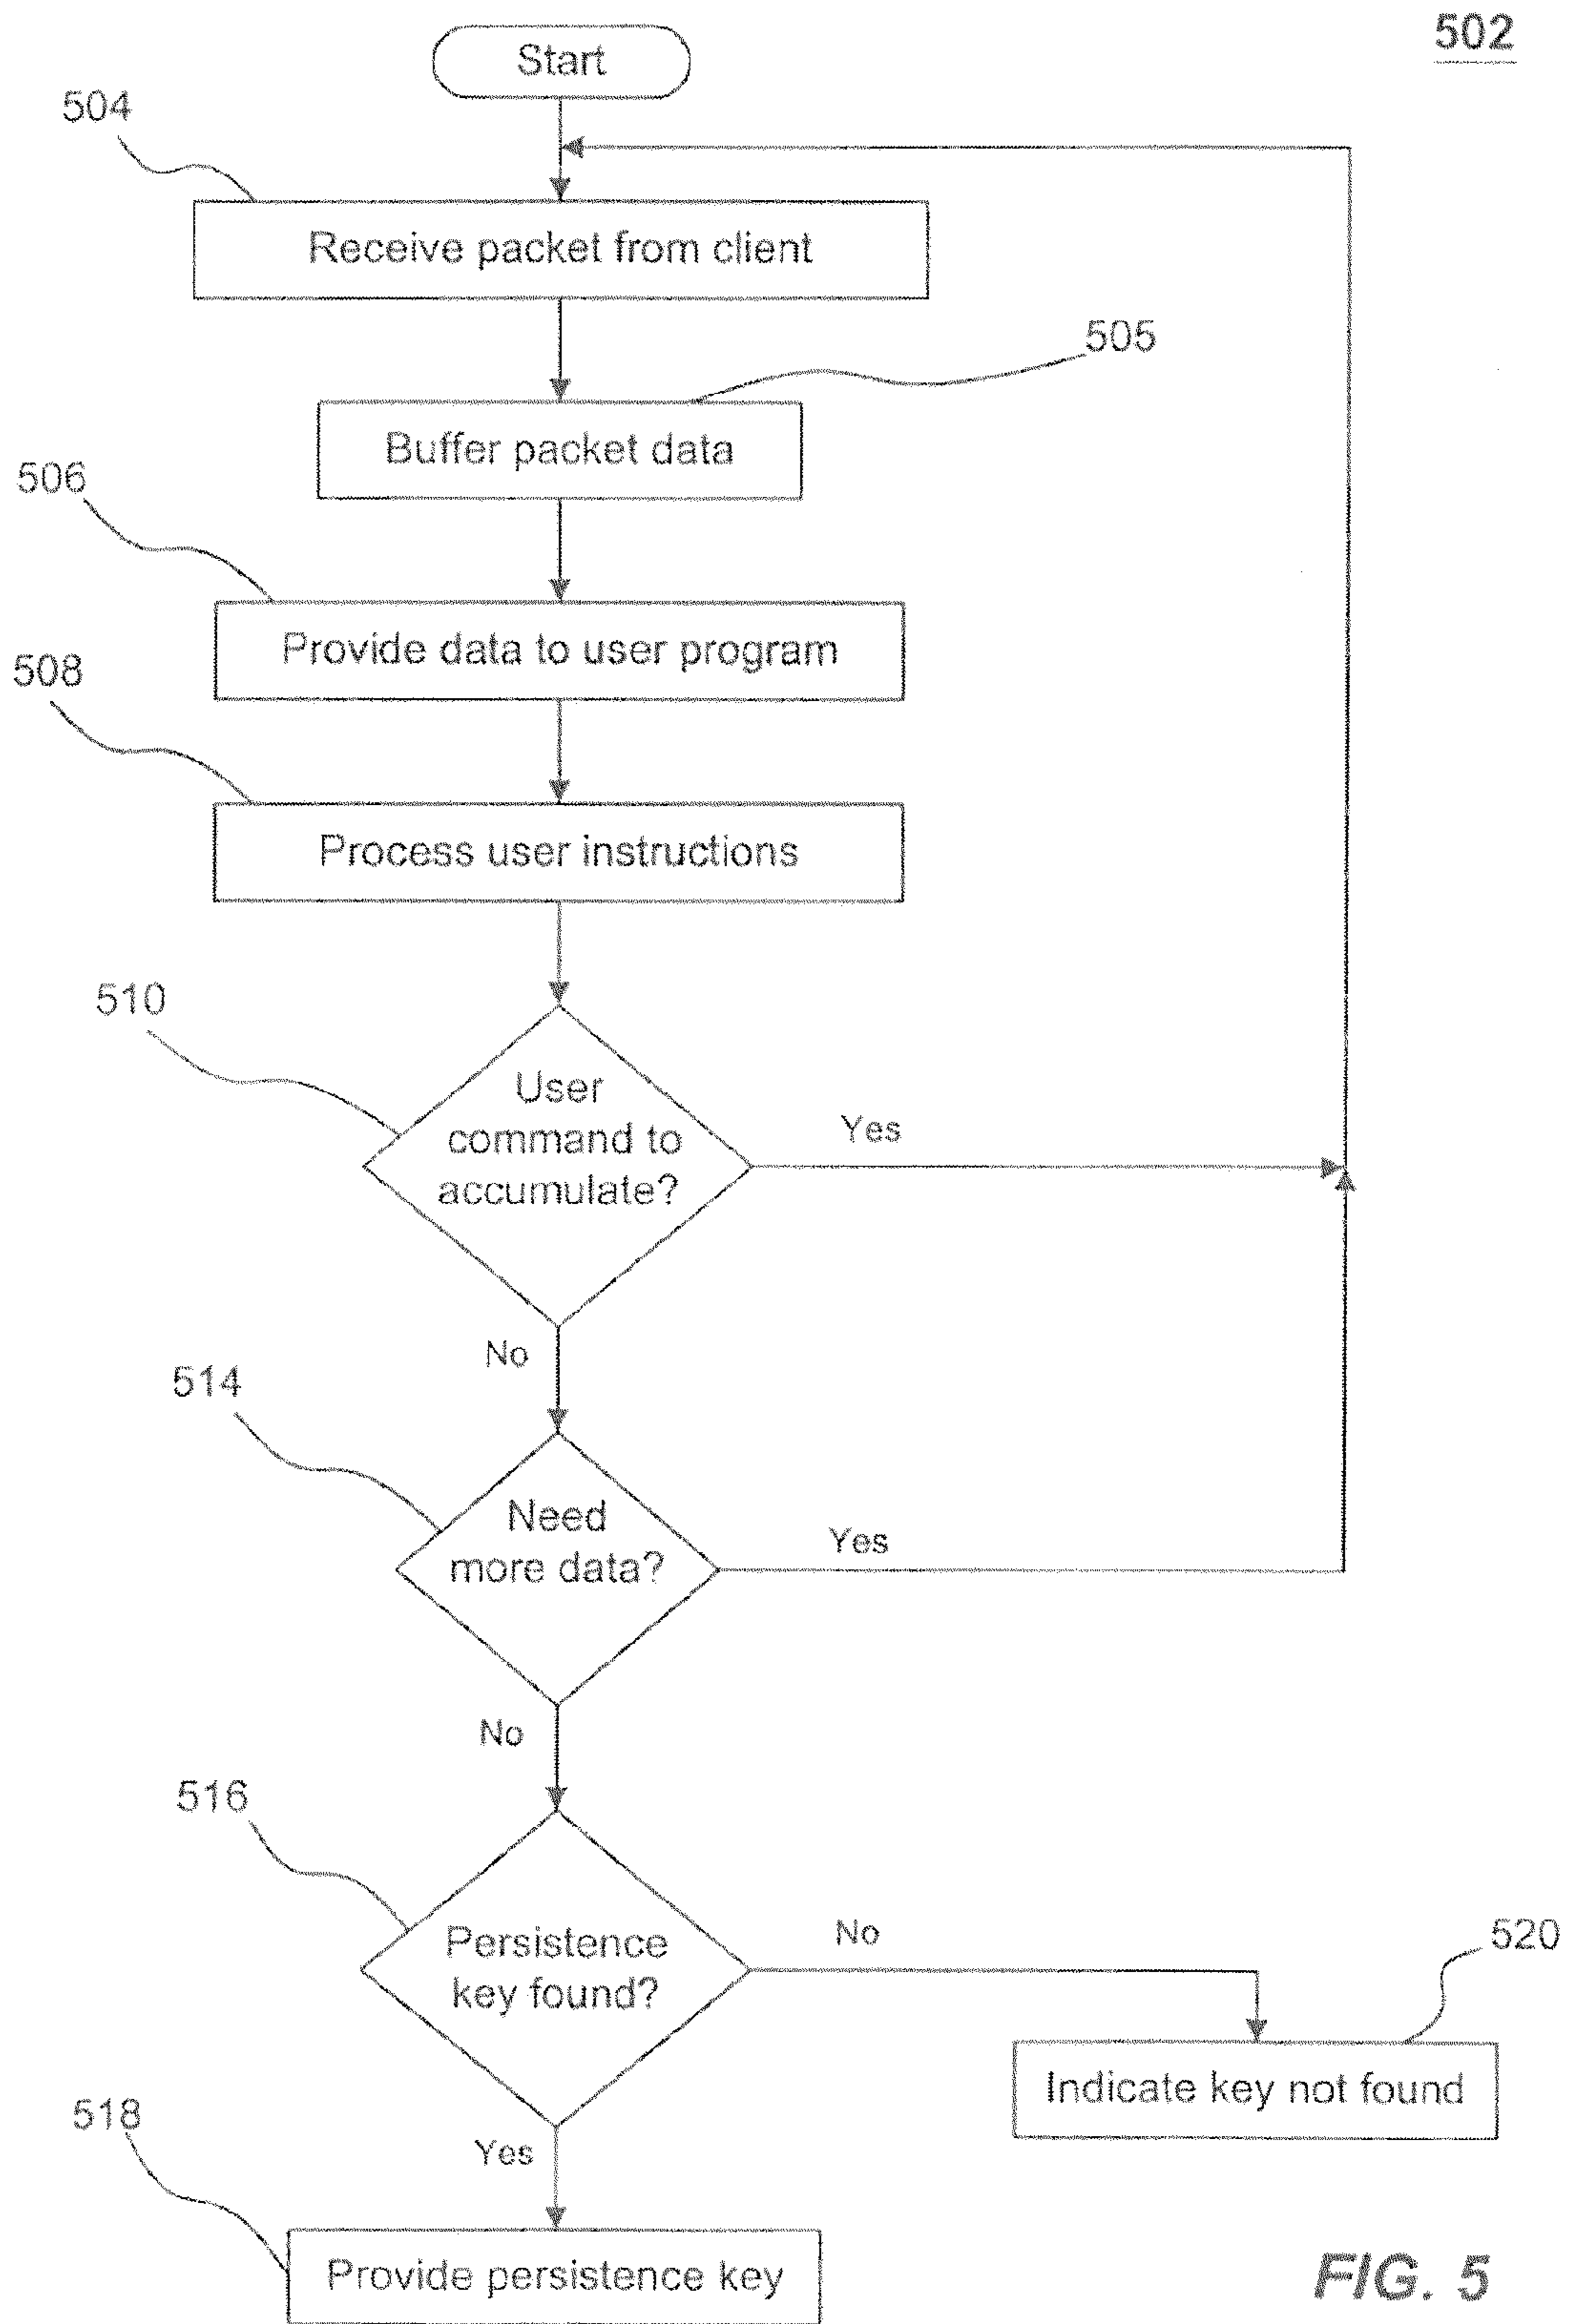 502
Start
504
Receive packet from client
505
Buffer packet data
506
Provide data to user program
508
Process user instructions
510
User
command to
accumulate?
Yes
No
514
Need
more data?
Yes
No
516
Persistence
key found?
No
520
Indicate key not found
518
Yes
Provide persistence key
FIG. 5